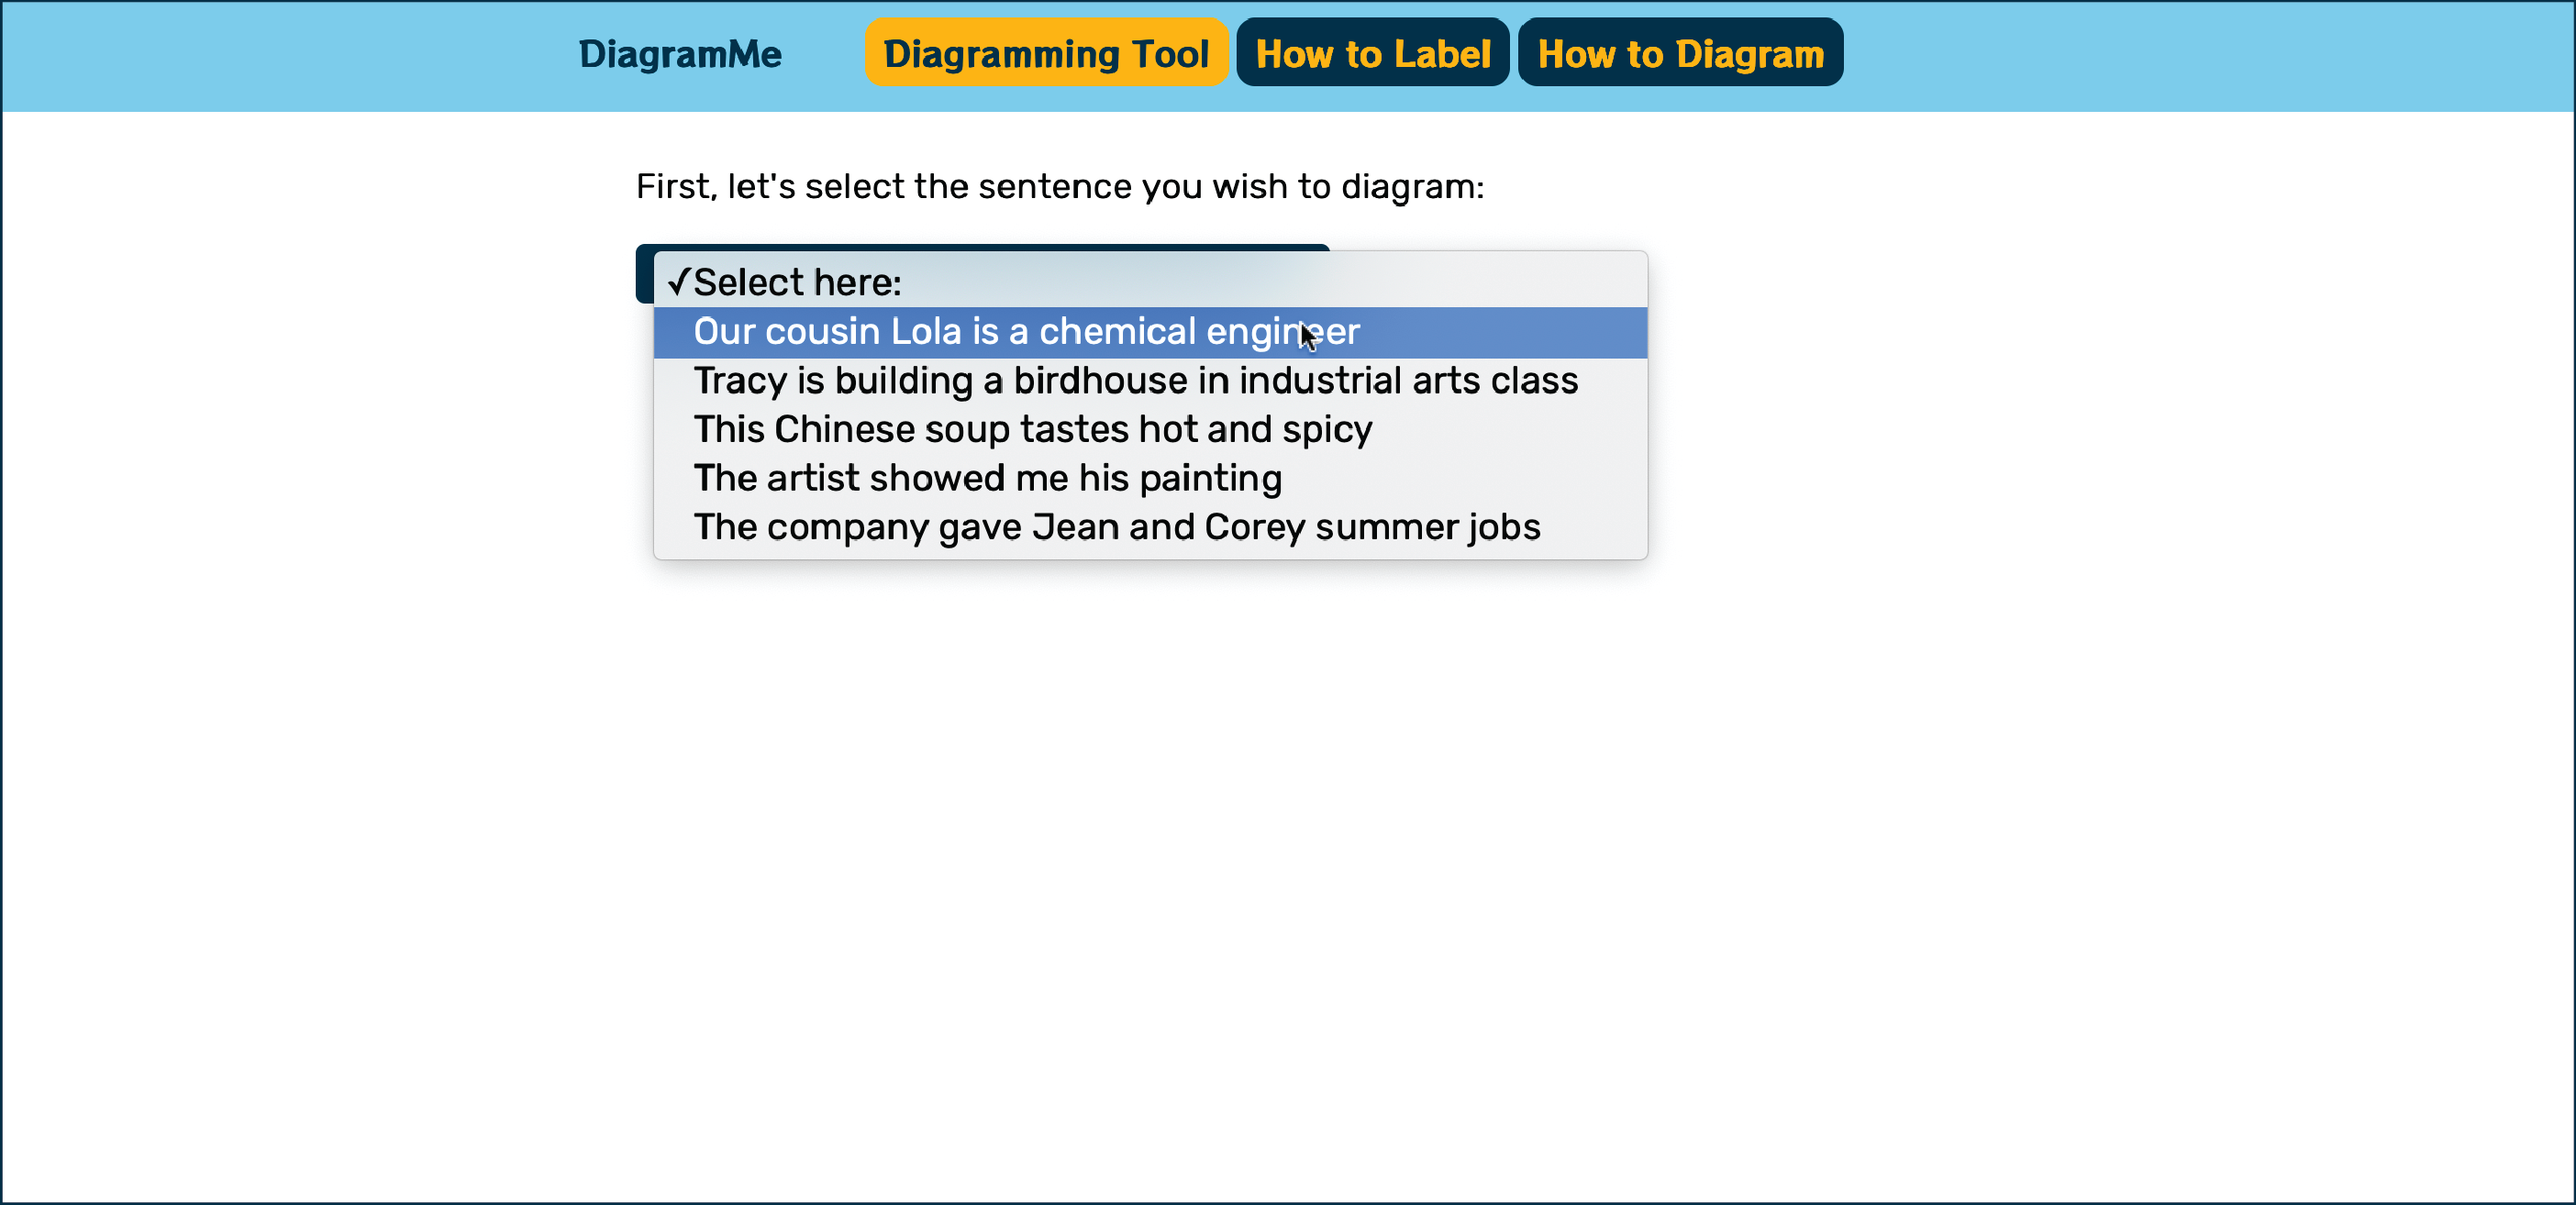 DiagramMe Diagramming Tool How to Label How to Diagram
First, let's select the sentence you wish to diagram:
✓Select here:
Our cousin Lola is a chemical engineer
Tracy is building a birdhouse in industrial arts class
This Chinese soup tastes hot and spicy
The artist showed me his painting
The company gave Jean and Corey summer jobs